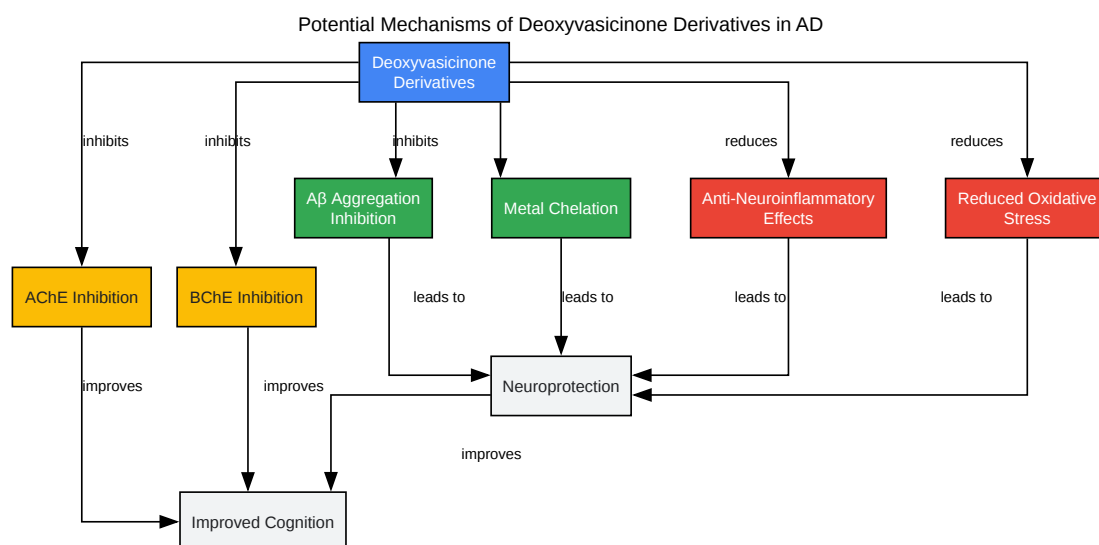 Potential Mechanisms of Deoxyvasicinone Derivatives in AD
Deoxyvasicinone
Derivatives
inhibits
inhibits
inhibits
reduces
reduces
Aβ Aggregation
Inhibition
Metal Chelation
Anti-Neuroinflammatory
Effects
Reduced Oxidative
Stress
AChE Inhibition
BChE Inhibition
leads to
leads to
leads to
leads to
improves
improves
Neuroprotection
improves
Improved Cognition